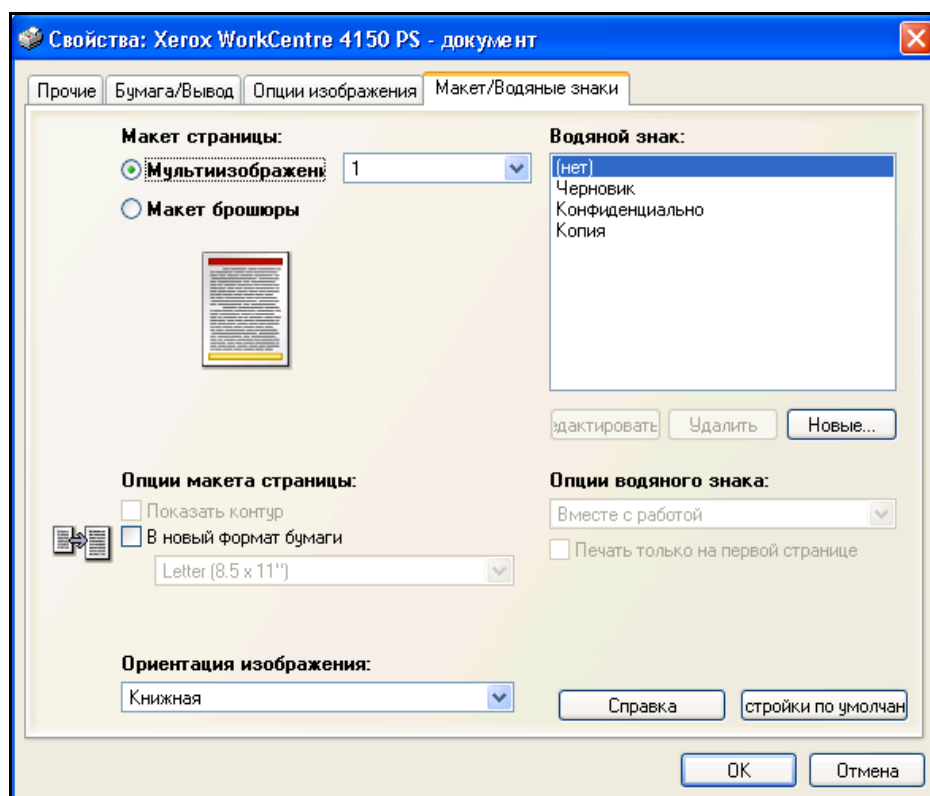 Свойства: Xerox WorkCentre 4150 PS - документ
Прочие
Бумага/Вывод
Опции изображения
Макет/Водяные знаки
Макет страницы:
Мультиизображени
1
Макет брошюры
Водяной знак:
(нет)
Черновик
Конфиденциально
Копия
едактировать
Удалить
Новые...
Опции макета страницы:
Показать контур
В новый формат бумаги
Letter (8.5 x 11")
Опции водяного знака:
Вместе с работой
Печать только на первой странице
Ориентация изображения:
Книжная
Справка
стройки по умолчан
OK
Отмена